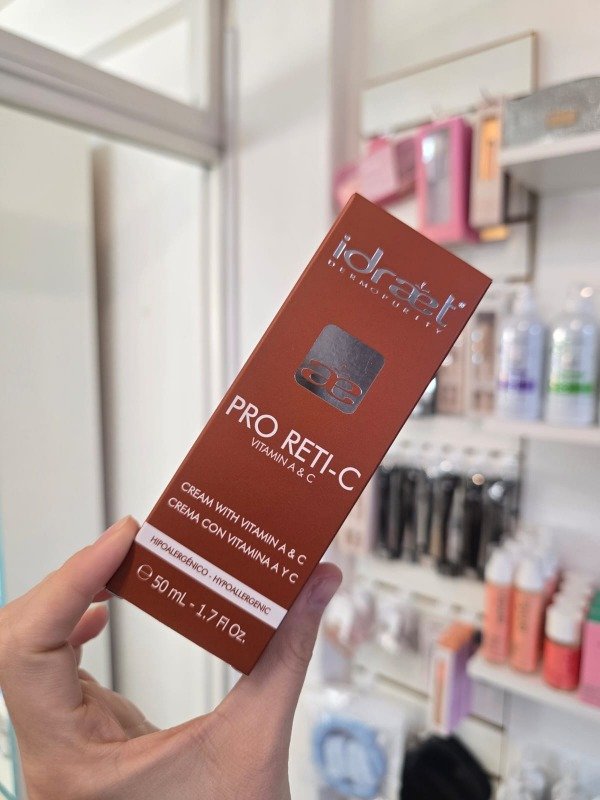 idraet
DERMOPURITY
æ
PRO RETI-C
VITAMIN A & C
CREAM WITH VITAMIN A & C
CREMA CON VITAMINA A Y C
HIPOALERGÉNICO - HYPOALLERGENIC
℮ 50 mL - 1.7 Fl Oz.